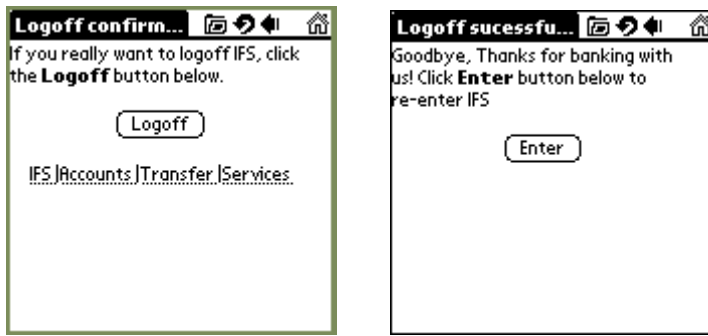 Logoff confirm...
If you really want to logoff IFS, click
the Logoff button below.
Logoff
IFS|Accounts|Transfer|Services
Logoff sucessfu...
Goodbye, Thanks for banking with
us! Click Enter button below to
re-enter IFS
Enter